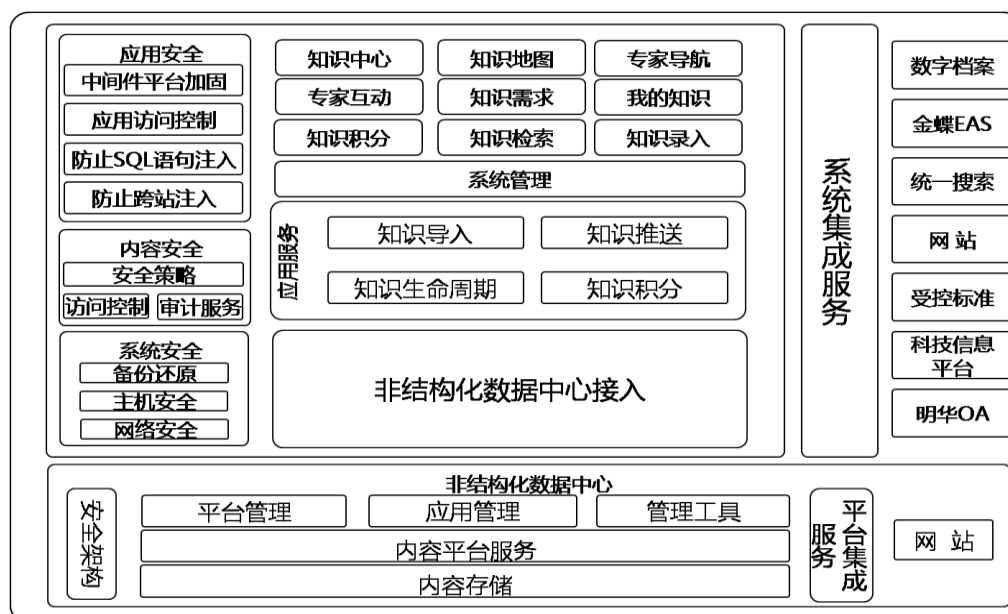 应用安全
中间件平台加固
应用访问控制
防止SQL语句注入
防止跨站注入
内容安全
安全策略
访问控制
审计服务
系统安全
备份还原
主机安全
网络安全
知识中心
知识地图
专家导航
专家互动
知识需求
我的知识
知识积分
知识检索
知识录入
系统管理
应用服务
知识导入
知识推送
知识生命周期
知识积分
非结构化数据中心接入
系统集成服务
数字档案
金蝶EAS
统一搜索
网 站
受控标准
科技信息
平台
明华OA
非结构化数据中心
安全架构
平台管理
应用管理
管理工具
内容平台服务
内容存储
平台集成
服务
网 站